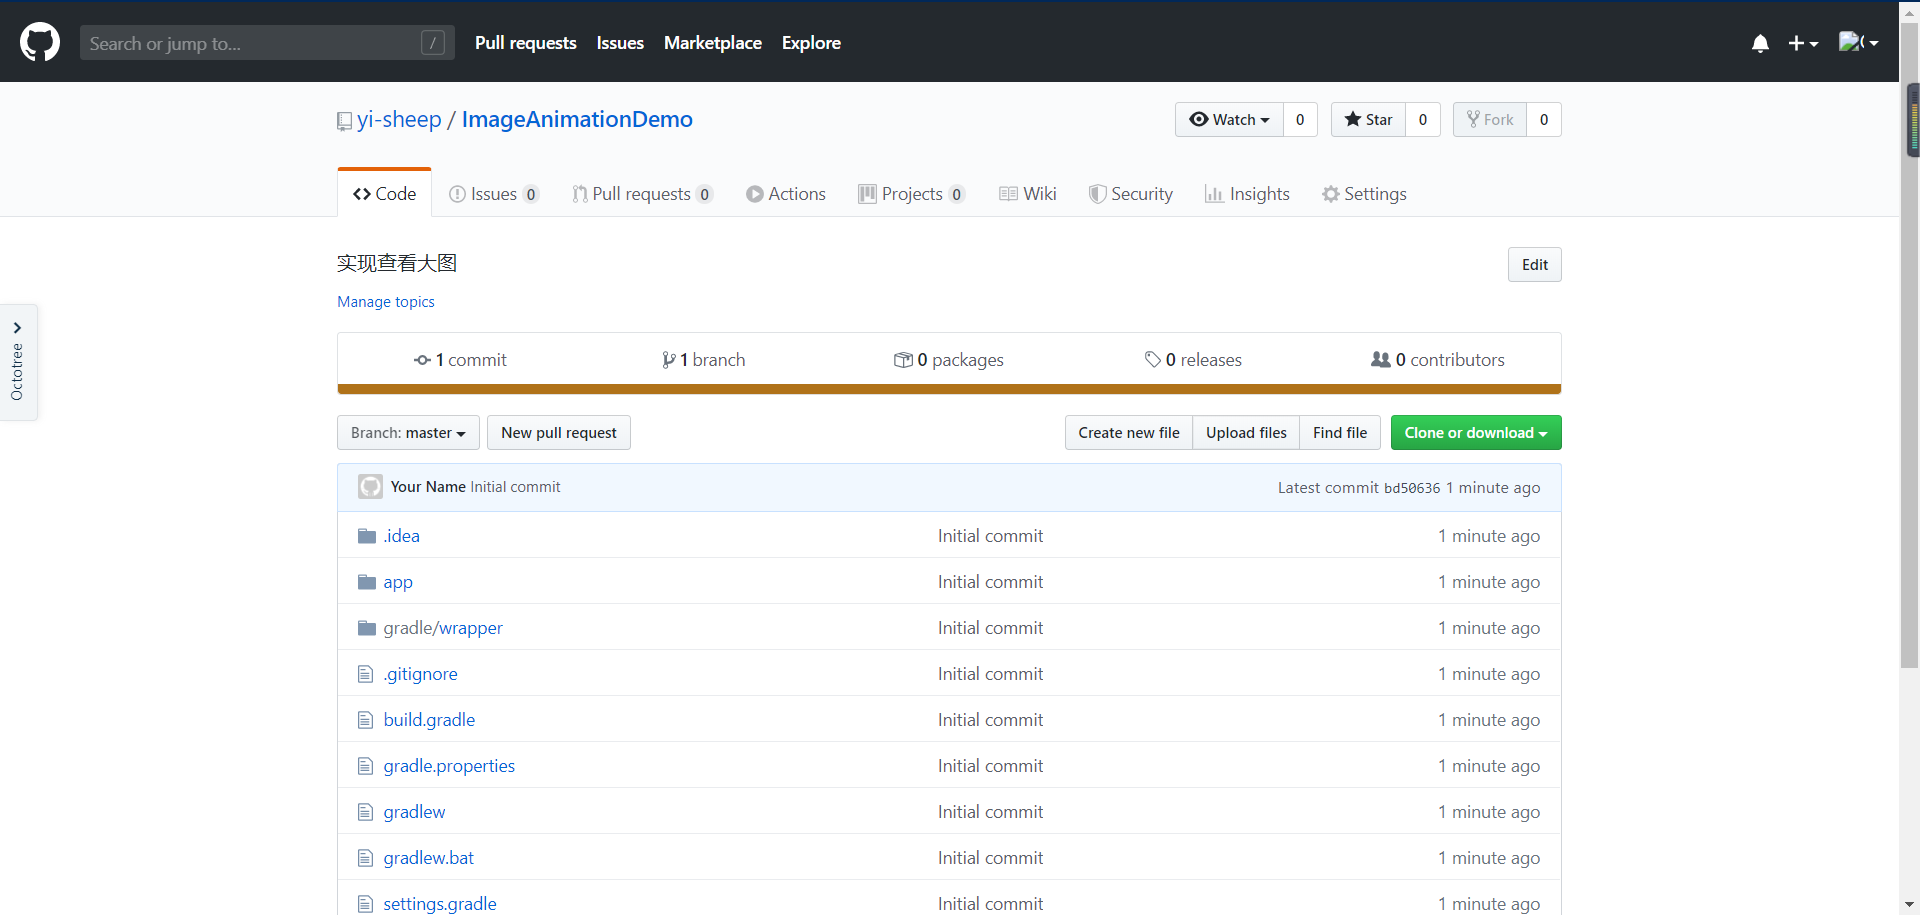 Search or jump to... / Pull requests Issues Marketplace Explore
yi-sheep / ImageAnimationDemo
Watch 0 Star 0 Fork 0
Code Issues 0 Pull requests 0 Actions Projects 0 Wiki Security Insights Settings
实现查看大图
Edit
Manage topics
Octotree
1 commit 1 branch 0 packages 0 releases 0 contributors
Branch: master New pull request Create new file Upload files Find file Clone or download
Your Name Initial commit Latest commit bd50636 1 minute ago
.idea Initial commit 1 minute ago
app Initial commit 1 minute ago
gradle/wrapper Initial commit 1 minute ago
.gitignore Initial commit 1 minute ago
build.gradle Initial commit 1 minute ago
gradle.properties Initial commit 1 minute ago
gradlew Initial commit 1 minute ago
gradlew.bat Initial commit 1 minute ago
settings.gradle Initial commit 1 minute ago